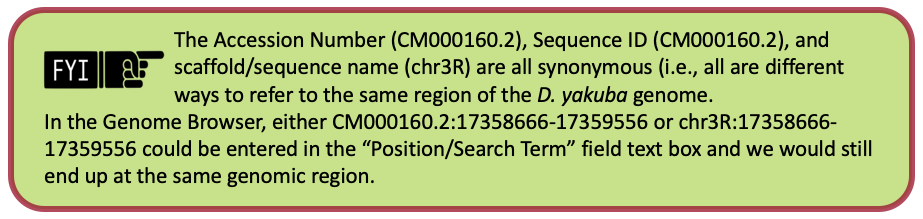 FYI
The Accession Number (CM000160.2), Sequence ID (CM000160.2), and
scaffold/sequence name (chr3R) are all synonymous (i.e., all are different
ways to refer to the same region of the D. yakuba genome.
In the Genome Browser, either CM000160.2:17358666-17359556 or chr3R:17358666-
17359556 could be entered in the “Position/Search Term” field text box and we would still
end up at the same genomic region.